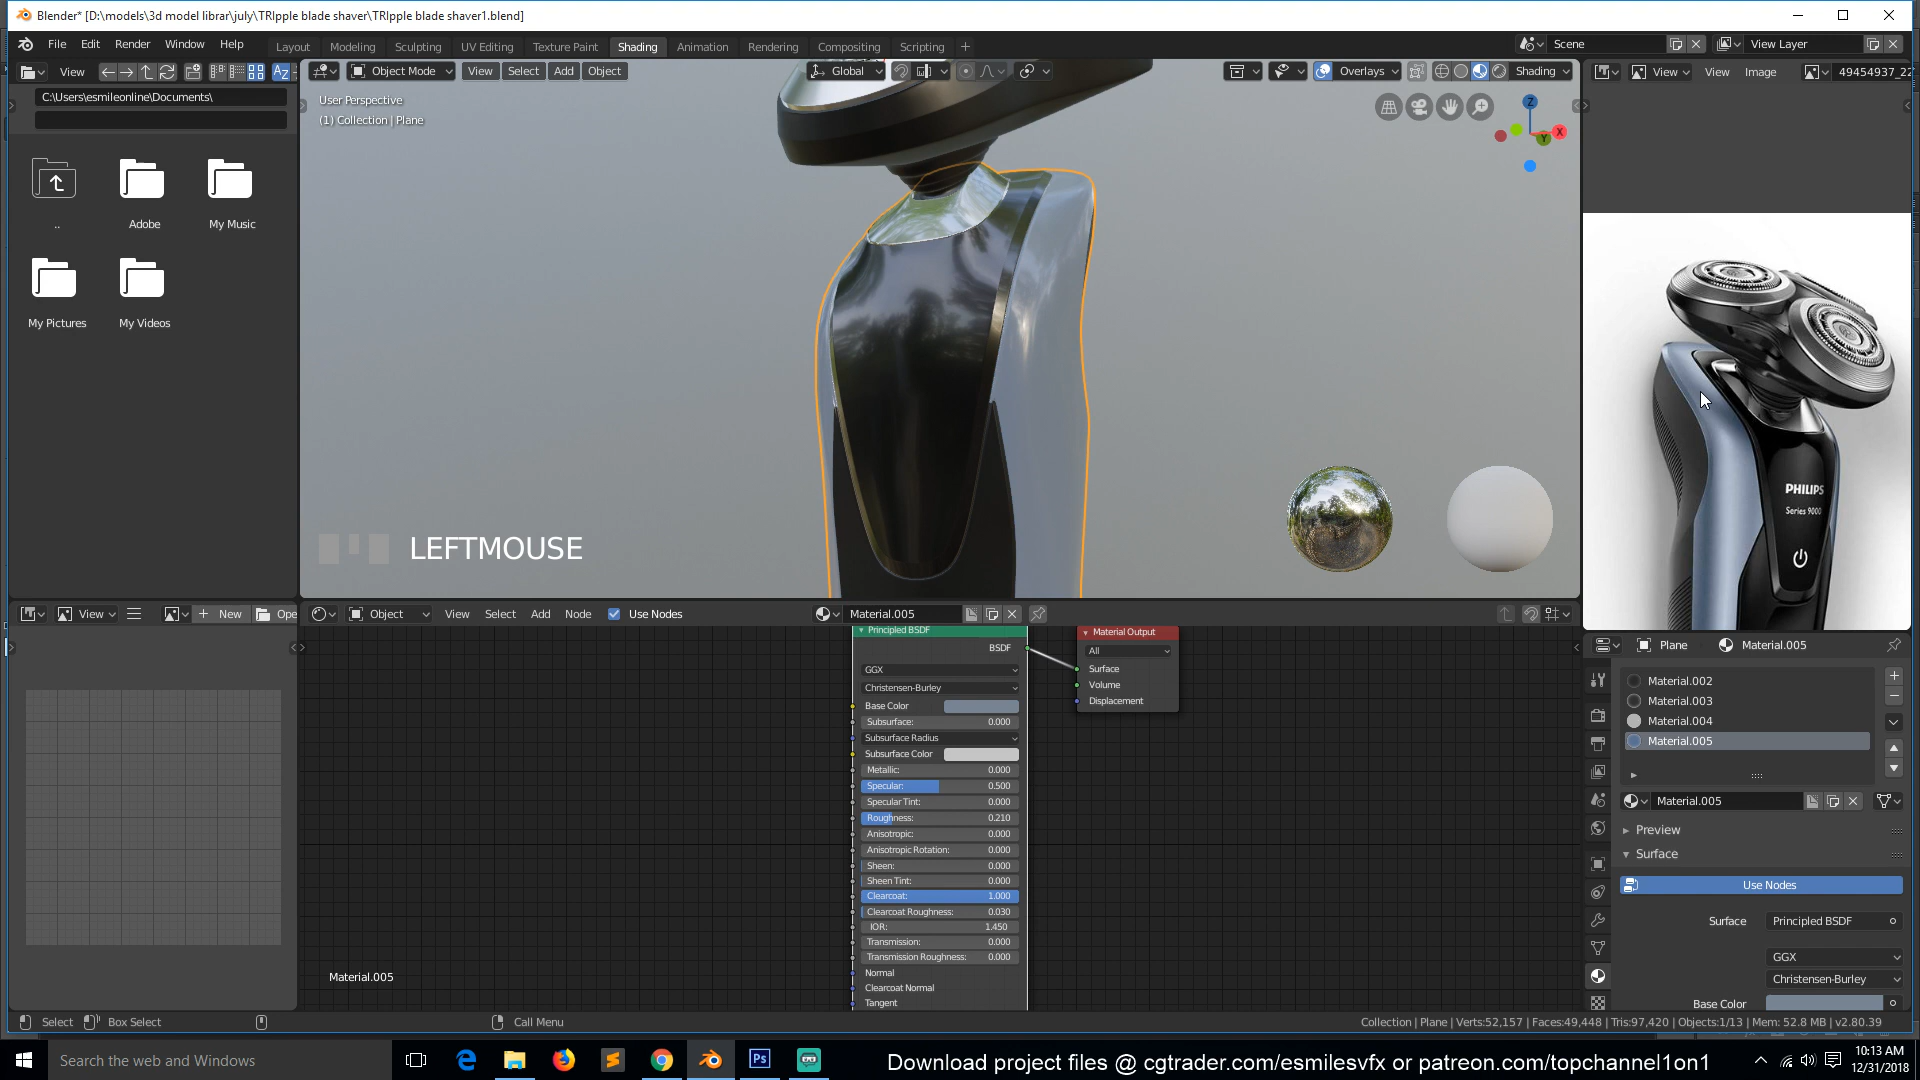 Blender* [D:\models\3d model librar\july\TRIpple blade shaver\TRIpple blade shaver1.blend]
File Edit Render Window Help
Layout Modeling Sculpting UV Editing Texture Paint Shading Animation Rendering Compositing Scripting
Scene View Layer
View
Object Mode View Select Add Object Global Overlays Shading
View View Image 49454937_22
C:\Users\esmileonline\Documents\
User Perspective
(1) Collection | Plane
Z
X
Y
.. Adobe My Music
My Pictures My Videos
LEFTMOUSE
PHILIPS
Series 9000
View New Ope
Object View Select Add Node Use Nodes Material.005
Principled BSDF
BSDF
GGX
Christensen-Burley
Base Color
Subsurface: 0.000
Subsurface Radius
Subsurface Color
Metallic: 0.000
Specular: 0.500
Specular Tint: 0.000
Roughness: 0.210
Anisotropic: 0.000
Anisotropic Rotation: 0.000
Sheen: 0.000
Sheen Tint: 0.000
Clearcoat: 1.000
Clearcoat Roughness: 0.030
IOR: 1.450
Transmission: 0.000
Transmission Roughness: 0.000
Normal
Clearcoat Normal
Tangent
Material Output
All
Surface
Volume
Displacement
Material.005
Plane Material.005
Material.002
Material.003
Material.004
Material.005
Material.005
Preview
Surface
Use Nodes
Surface Principled BSDF
GGX
Christensen-Burley
Base Color
Select Box Select Call Menu
Collection | Plane | Verts:52,157 | Faces:49,448 | Tris:97,420 | Objects:1/13 | Mem: 52.8 MB | v2.80.39
Search the web and Windows
Download project files @ cgtrader.com/esmilesvfx or patreon.com/topchannel1on1
10:13 AM
12/31/2018